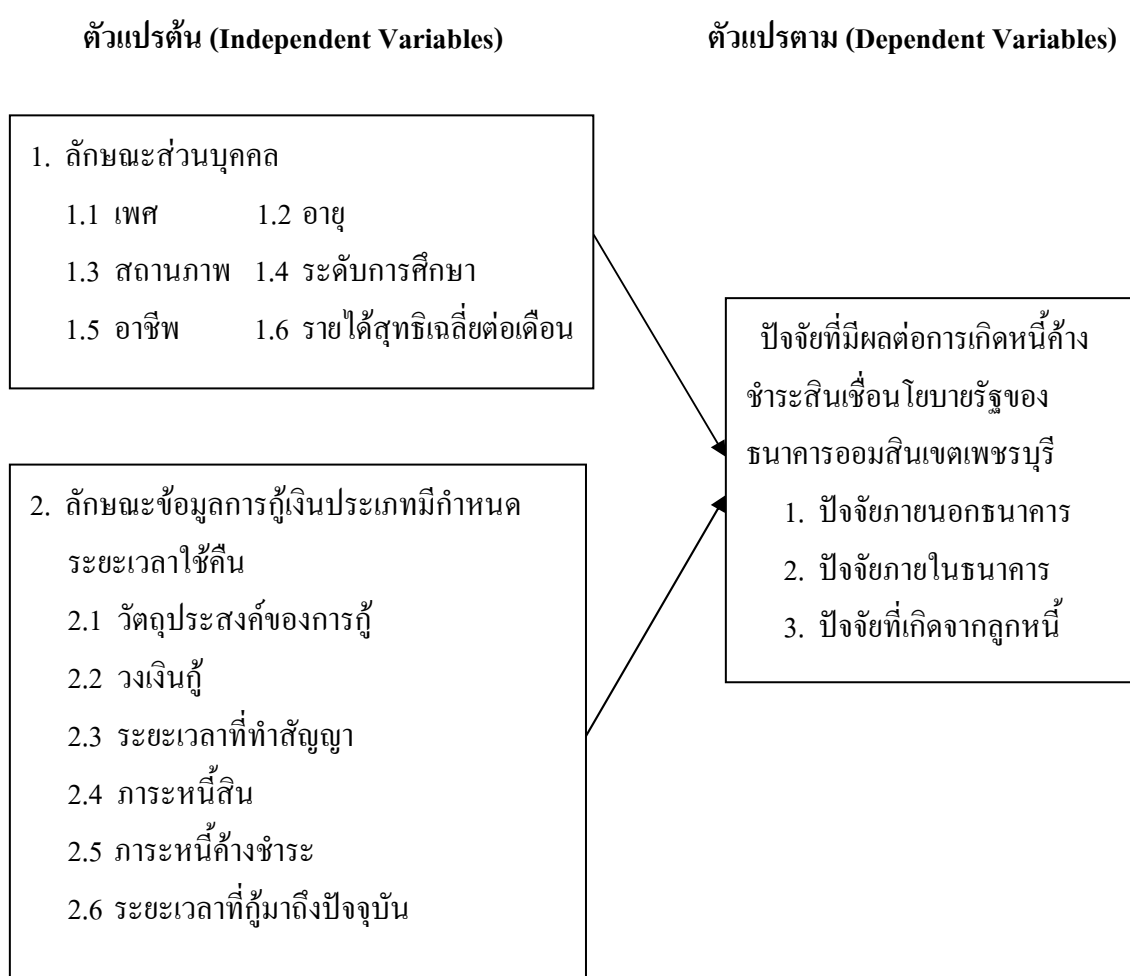 ตัวแปรต้น (Independent Variables)
ตัวแปรตาม (Dependent Variables)
1. ลักษณะส่วนบุคคล
1.1 เพศ 1.2 อายุ
1.3 สถานภาพ 1.4 ระดับการศึกษา
1.5 อาชีพ 1.6 รายได้สุทธิเฉลี่ยต่อเดือน
2. ลักษณะข้อมูลการกู้เงินประเภทมีกำหนด
ระยะเวลาใช้คืน
2.1 วัตถุประสงค์ของการกู้
2.2 วงเงินกู้
2.3 ระยะเวลาที่ทำสัญญา
2.4 ภาระหนี้สิน
2.5 ภาระหนี้ค้างชำระ
2.6 ระยะเวลาที่กู้มาถึงปัจจุบัน
ปัจจัยที่มีผลต่อการเกิดหนี้ค้าง
ชำระสินเชื่อนโยบายรัฐของ
ธนาคารออมสินเขตเพชรบุรี
1. ปัจจัยภายนอกธนาคาร
2. ปัจจัยภายในธนาคาร
3. ปัจจัยที่เกิดจากลูกหนี้